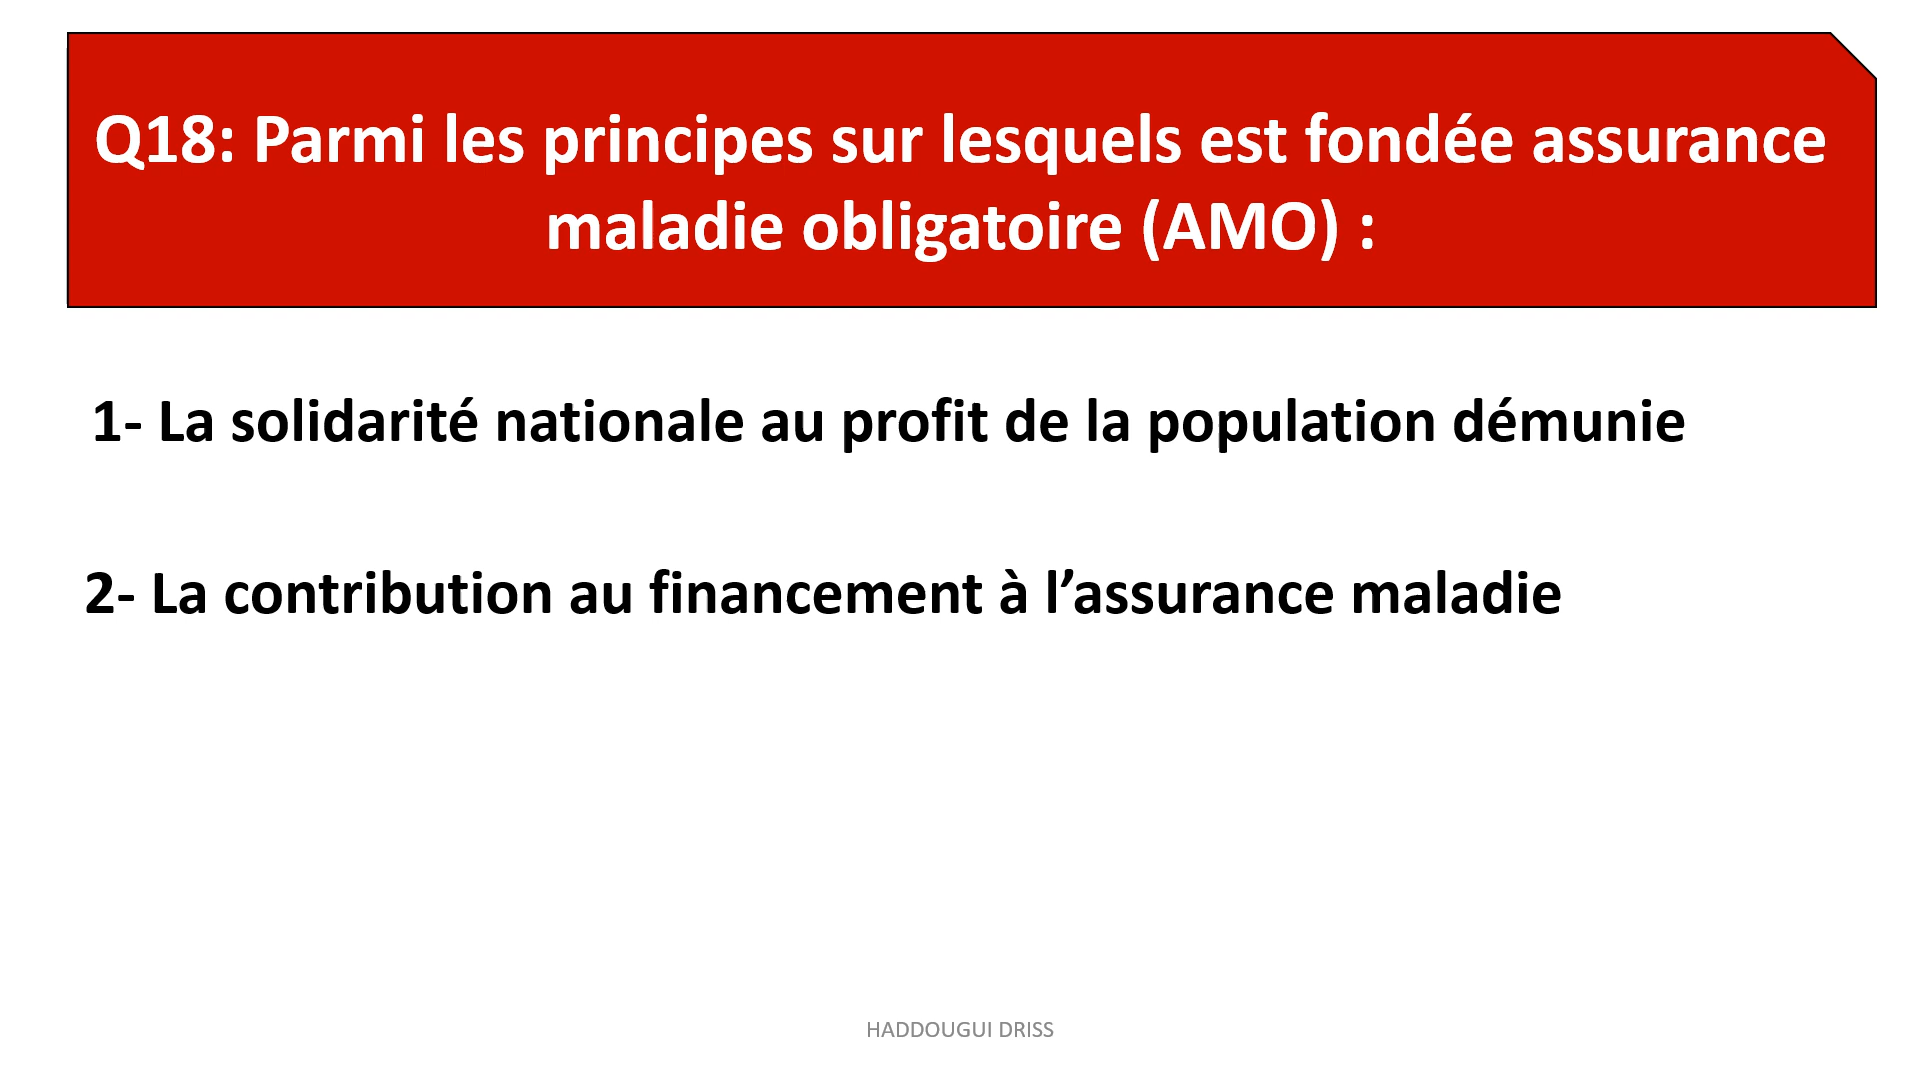 Q18: Parmi les principes sur lesquels est fondée assurance
maladie obligatoire (AMO) :
1- La solidarité nationale au profit de la population démunie
2- La contribution au financement à l’assurance maladie
HADDOUGUI DRISS